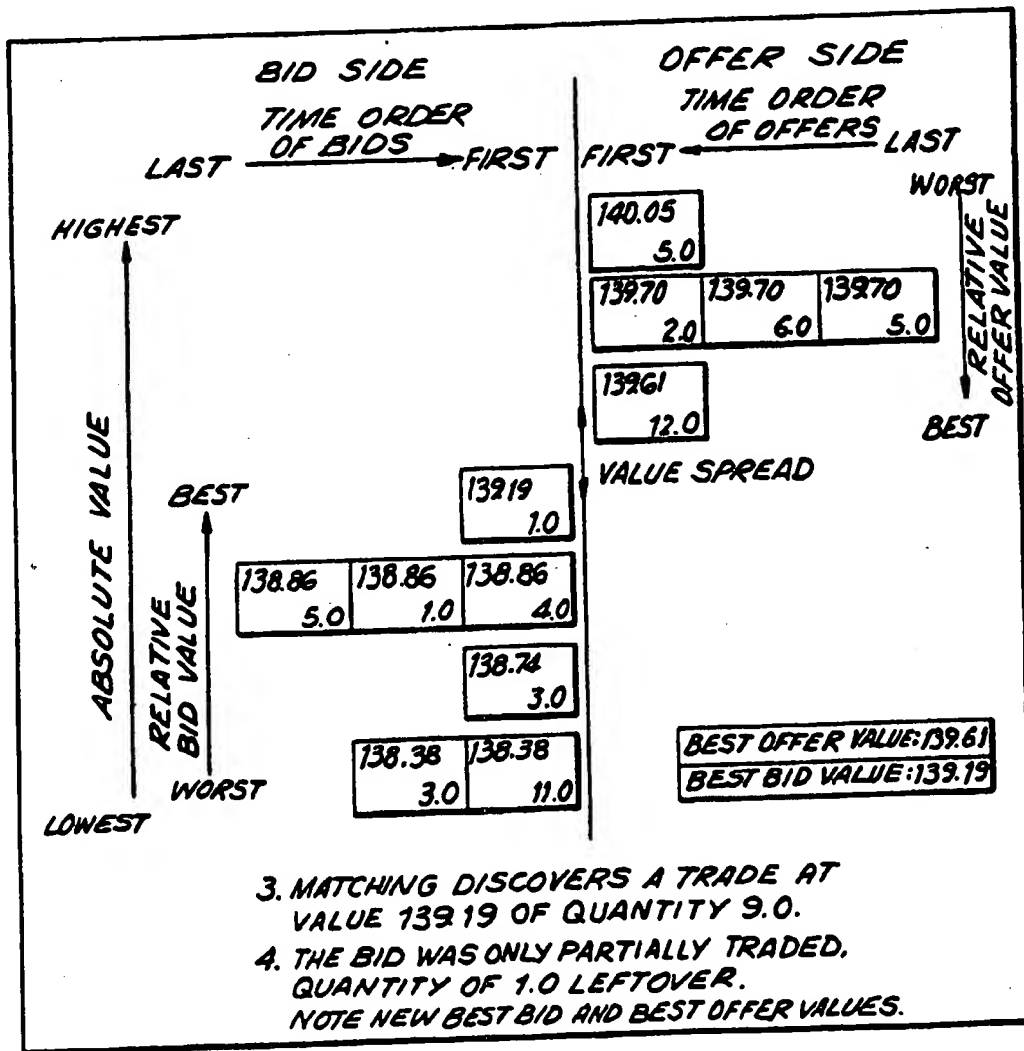 BID SIDE
OFFER SIDE
TIME ORDER
OF BIDS
TIME ORDER
OF OFFERS
LAST
FIRST
FIRST
LAST
WORST
HIGHEST
RELATIVE
OFFER VALUE
140.05
5.0
139.70 139.70 139.70
2.0 6.0 5.0
139.61
12.0
BEST
VALUE SPREAD
ABSOLUTE VALUE
BEST
RELATIVE
BID VALUE
139.19
1.0
138.86 138.86 138.86
5.0 1.0 4.0
138.74
3.0
138.38 138.38
3.0 11.0
WORST
LOWEST
BEST OFFER VALUE:139.61
BEST BID VALUE:139.19
3. MATCHING DISCOVERS A TRADE AT
VALUE 139.19 OF QUANTITY 9.0.
4. THE BID WAS ONLY PARTIALLY TRADED.
QUANTITY OF 1.0 LEFTOVER.
NOTE NEW BEST BID AND BEST OFFER VALUES.